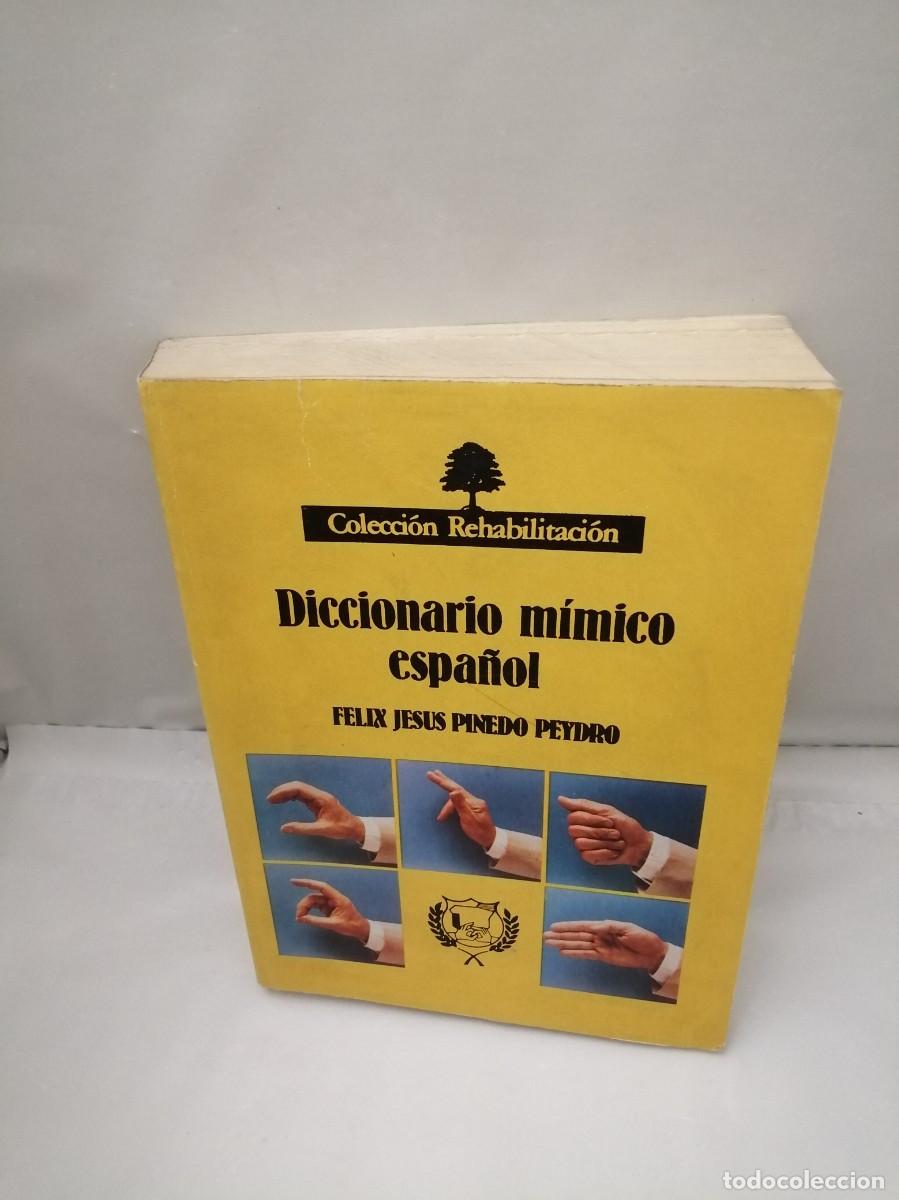 Colección Rehabilitación
Diccionario mímico
español
FELIX JESUS PINEDO PEYDRO
todocoleccion